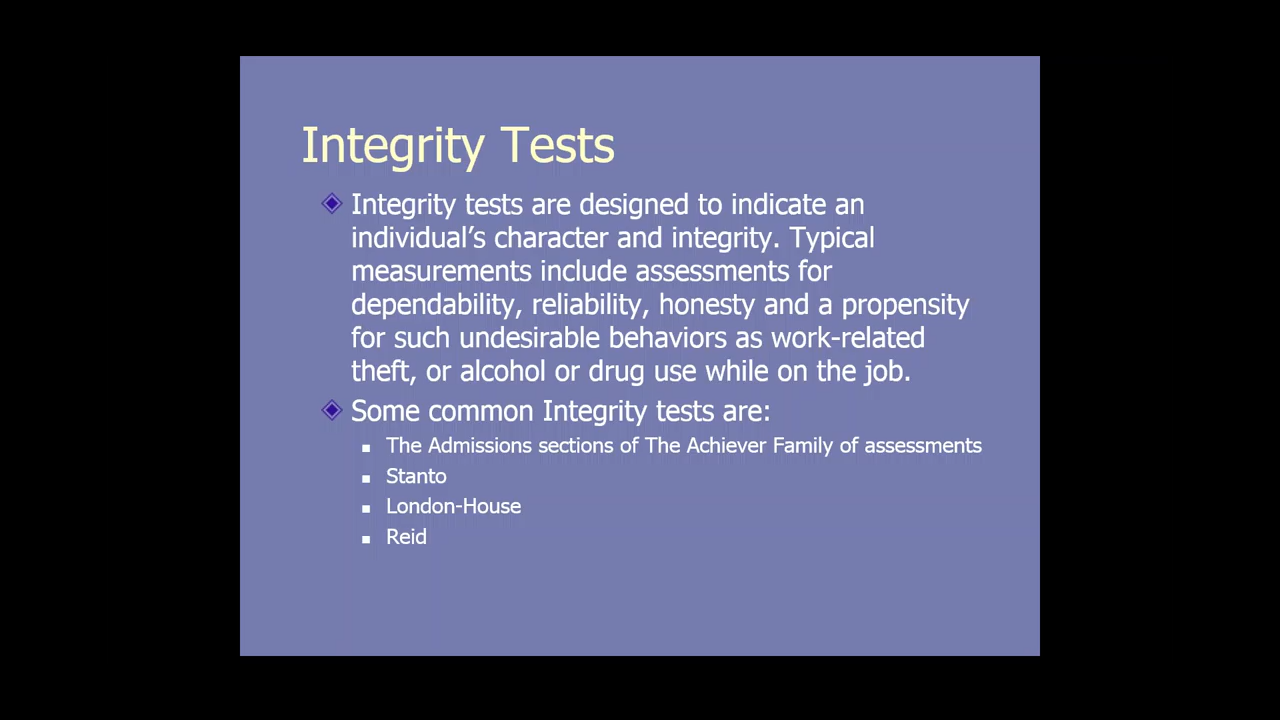 Integrity Tests
Integrity tests are designed to indicate an
individual's character and integrity. Typical
measurements include assessments for
dependability, reliability, honesty and a propensity
for such undesirable behaviors as work-related
theft, or alcohol or drug use while on the job.
Some common Integrity tests are:
The Admissions sections of The Achiever Family of assessments
Stanto
London-House
Reid